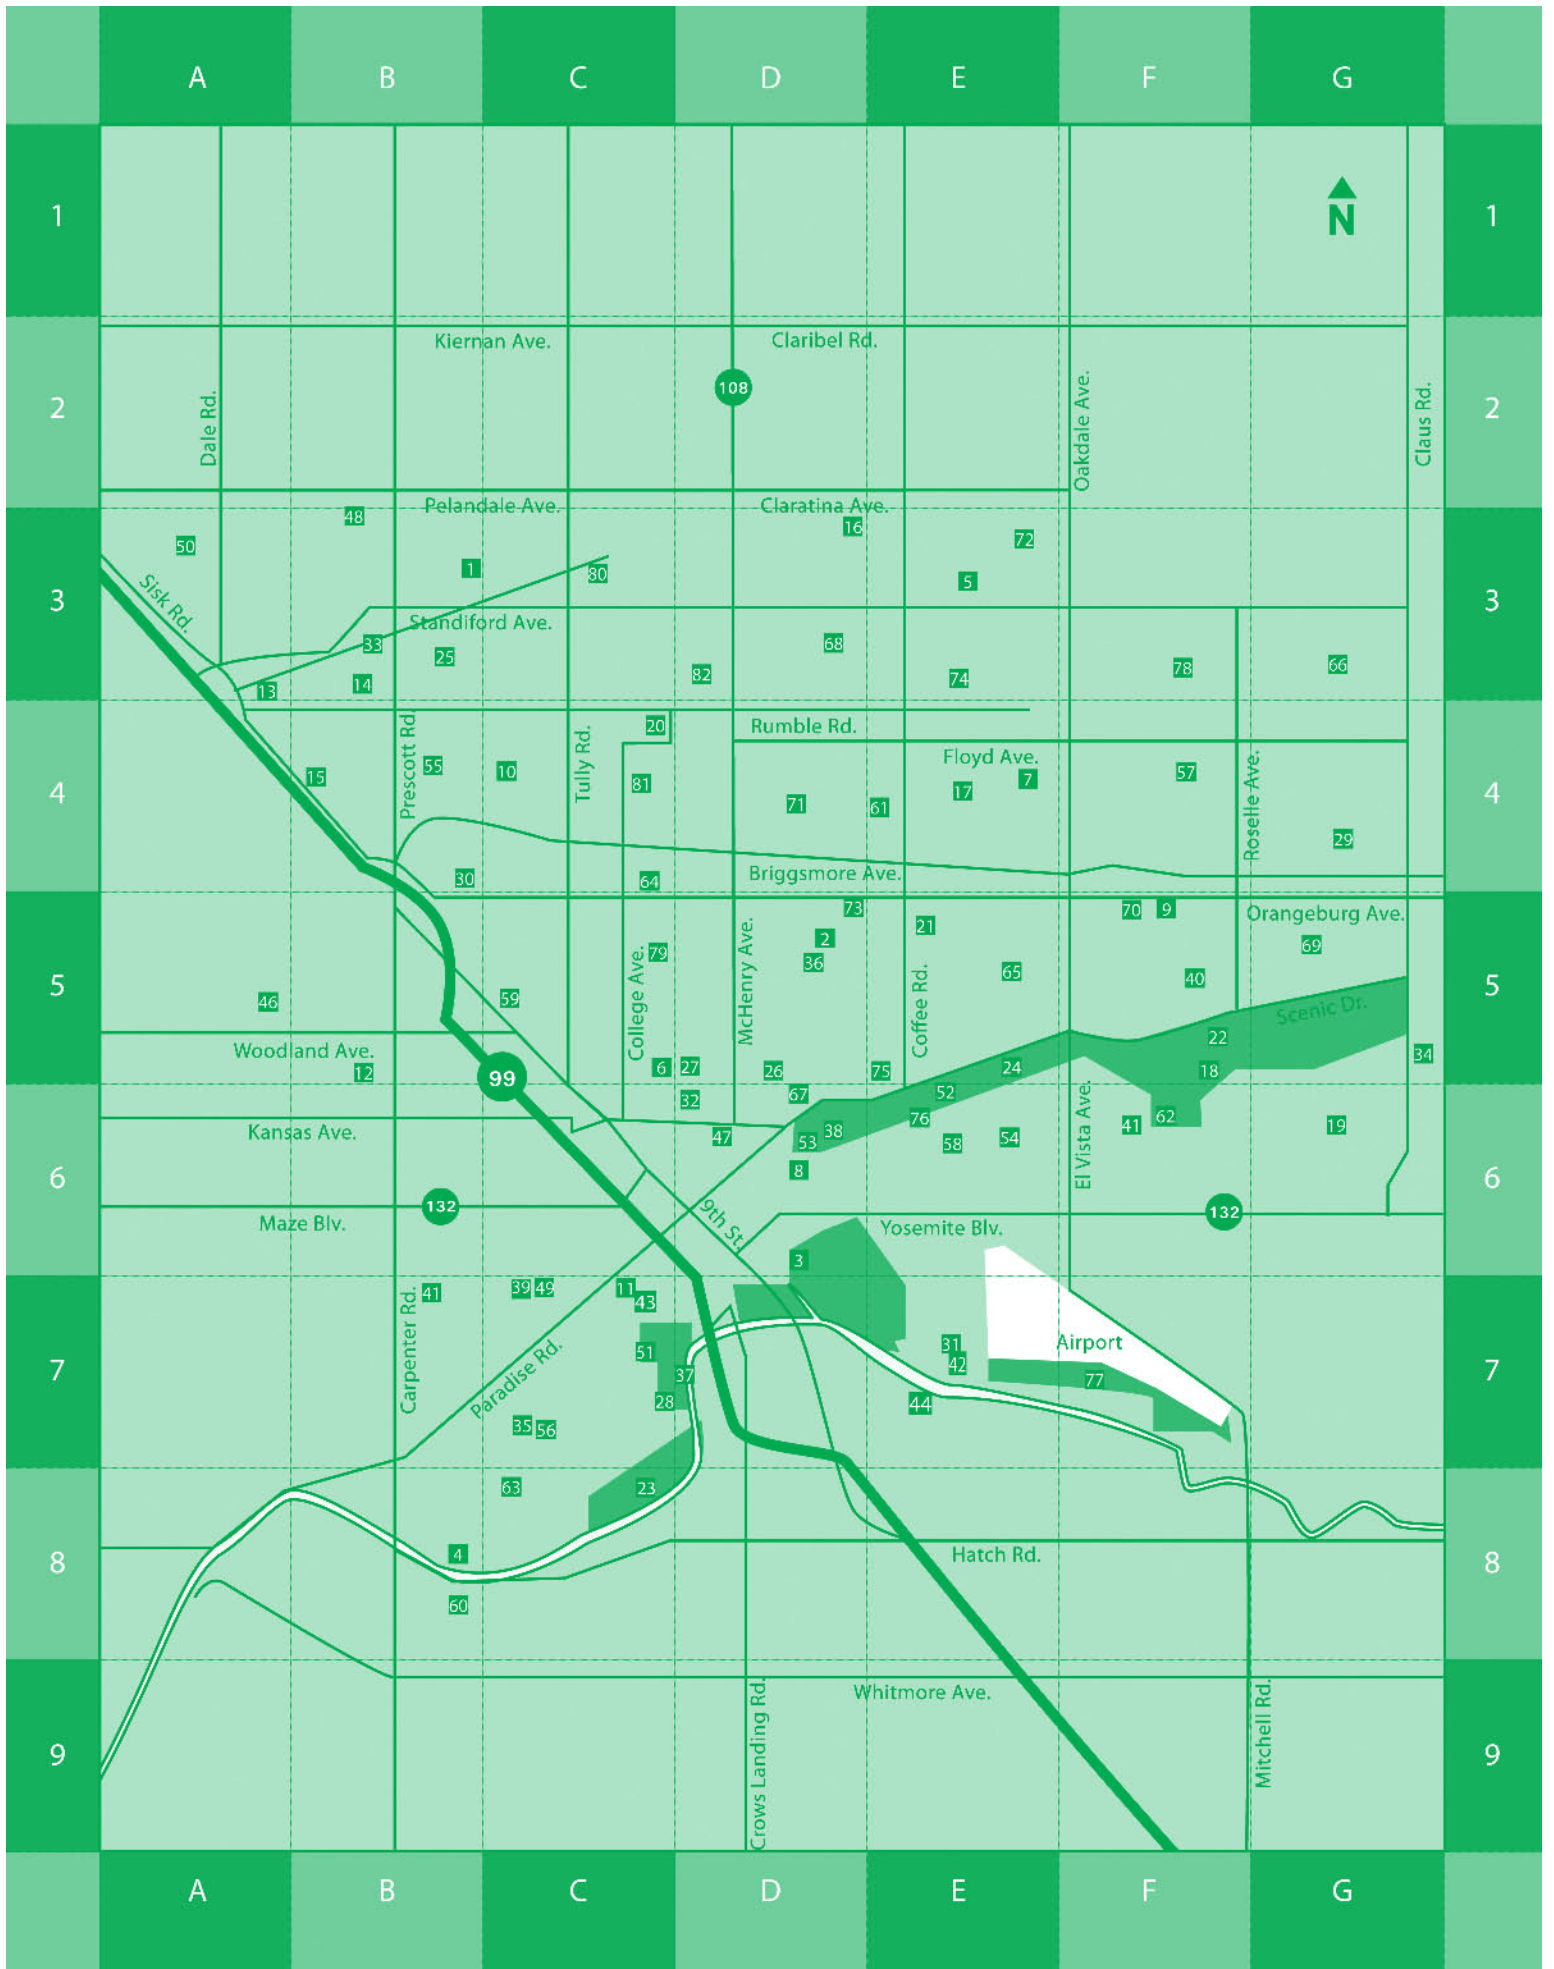 A B C D E F G
1 1
N
Kiernan Ave. Claribel Rd.
108
2 2
Dale Rd.
Oakdale Ave.
Claus Rd.
Pelandale Ave. Claratina Ave.
48
16
50
72
1
80
5
3 3
Sisk Rd.
Standiford Ave.
33
25
68
82
74
78
66
13
14
Prescott Rd.
20
Rumble Rd.
Tully Rd.
Floyd Ave.
15
55
10
81
71
61
17
7
57
4 4
Roselle Ave.
29
Briggsmore Ave.
30
64
73
70
9
Orangeburg Ave.
21
2
36
79
69
65
40
College Ave.
McHenry Ave.
Coffee Rd.
5 5
46
59
Scenic Dr.
22
Woodland Ave.
12
99
6
27
26
75
24
18
34
32
67
52
El Vista Ave.
Kansas Ave.
47
53
38
76
58
54
41
62
19
8
6 6
132
132
Maze Blv.
9th St.
Yosemite Blv.
3
41
39
49
11
43
Carpenter Rd.
Paradise Rd.
51
37
28
31
42
Airport
77
44
7 7
35
56
63
23
4
Hatch Rd.
8 8
60
Whitmore Ave.
Crows Landing Rd.
Mitchell Rd.
9 9
A B C D E F G